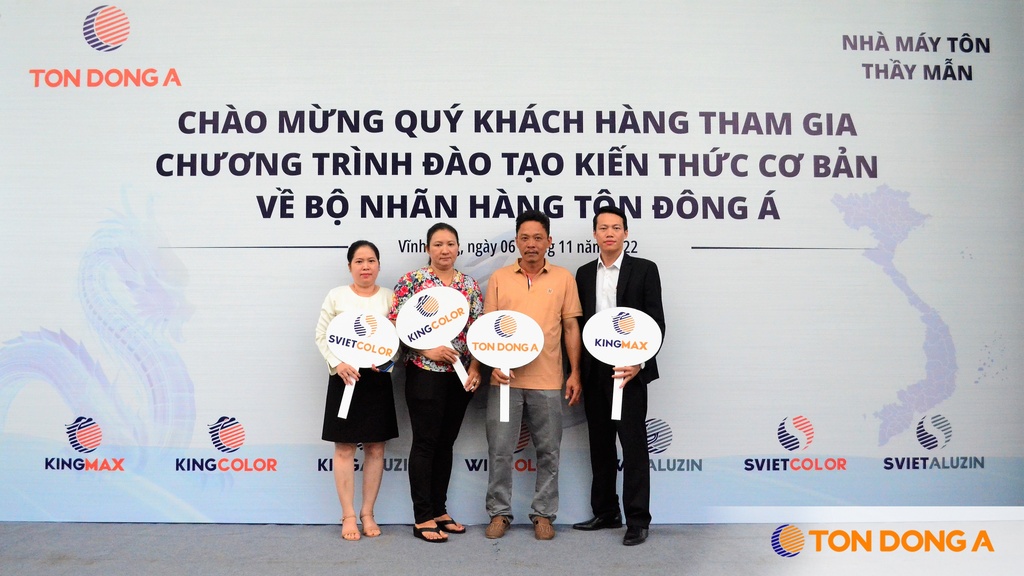 TON DONG A
NHÀ MÁY TÔN
THẦY MẪN
CHÀO MỪNG QUÝ KHÁCH HÀNG THAM GIA
CHƯƠNG TRÌNH ĐÀO TẠO KIẾN THỨC CƠ BẢN
VỀ BỘ NHÃN HÀNG TÔN ĐÔNG Á
ngày 06 11 22
SVIETCOLOR
KINGCOLOR
TON DONG A
KINGMAX
KINGMAX
KINGCOLOR
SVIETCOLOR
SVIETALUZIN
TON DONG A